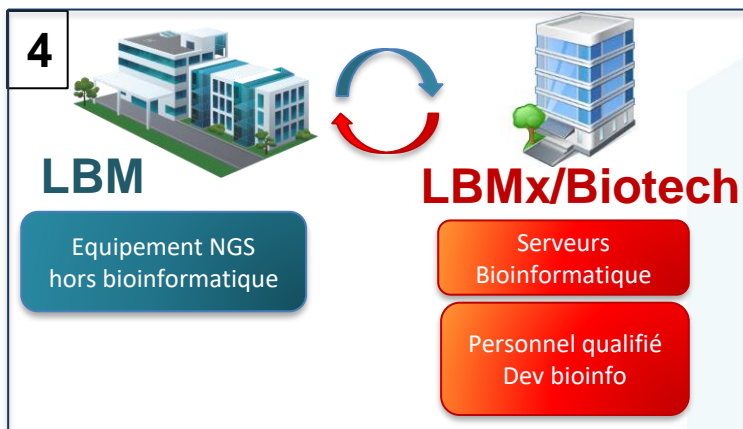 4
LBM
LBMx/Biotech
Equipement NGS
hors bioinformatique
Serveurs
Bioinformatique
Personnel qualifié
Dev bioinfo